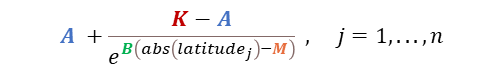 A + K − A / e^B(abs(latitude_j)−M) , j = 1,…,n